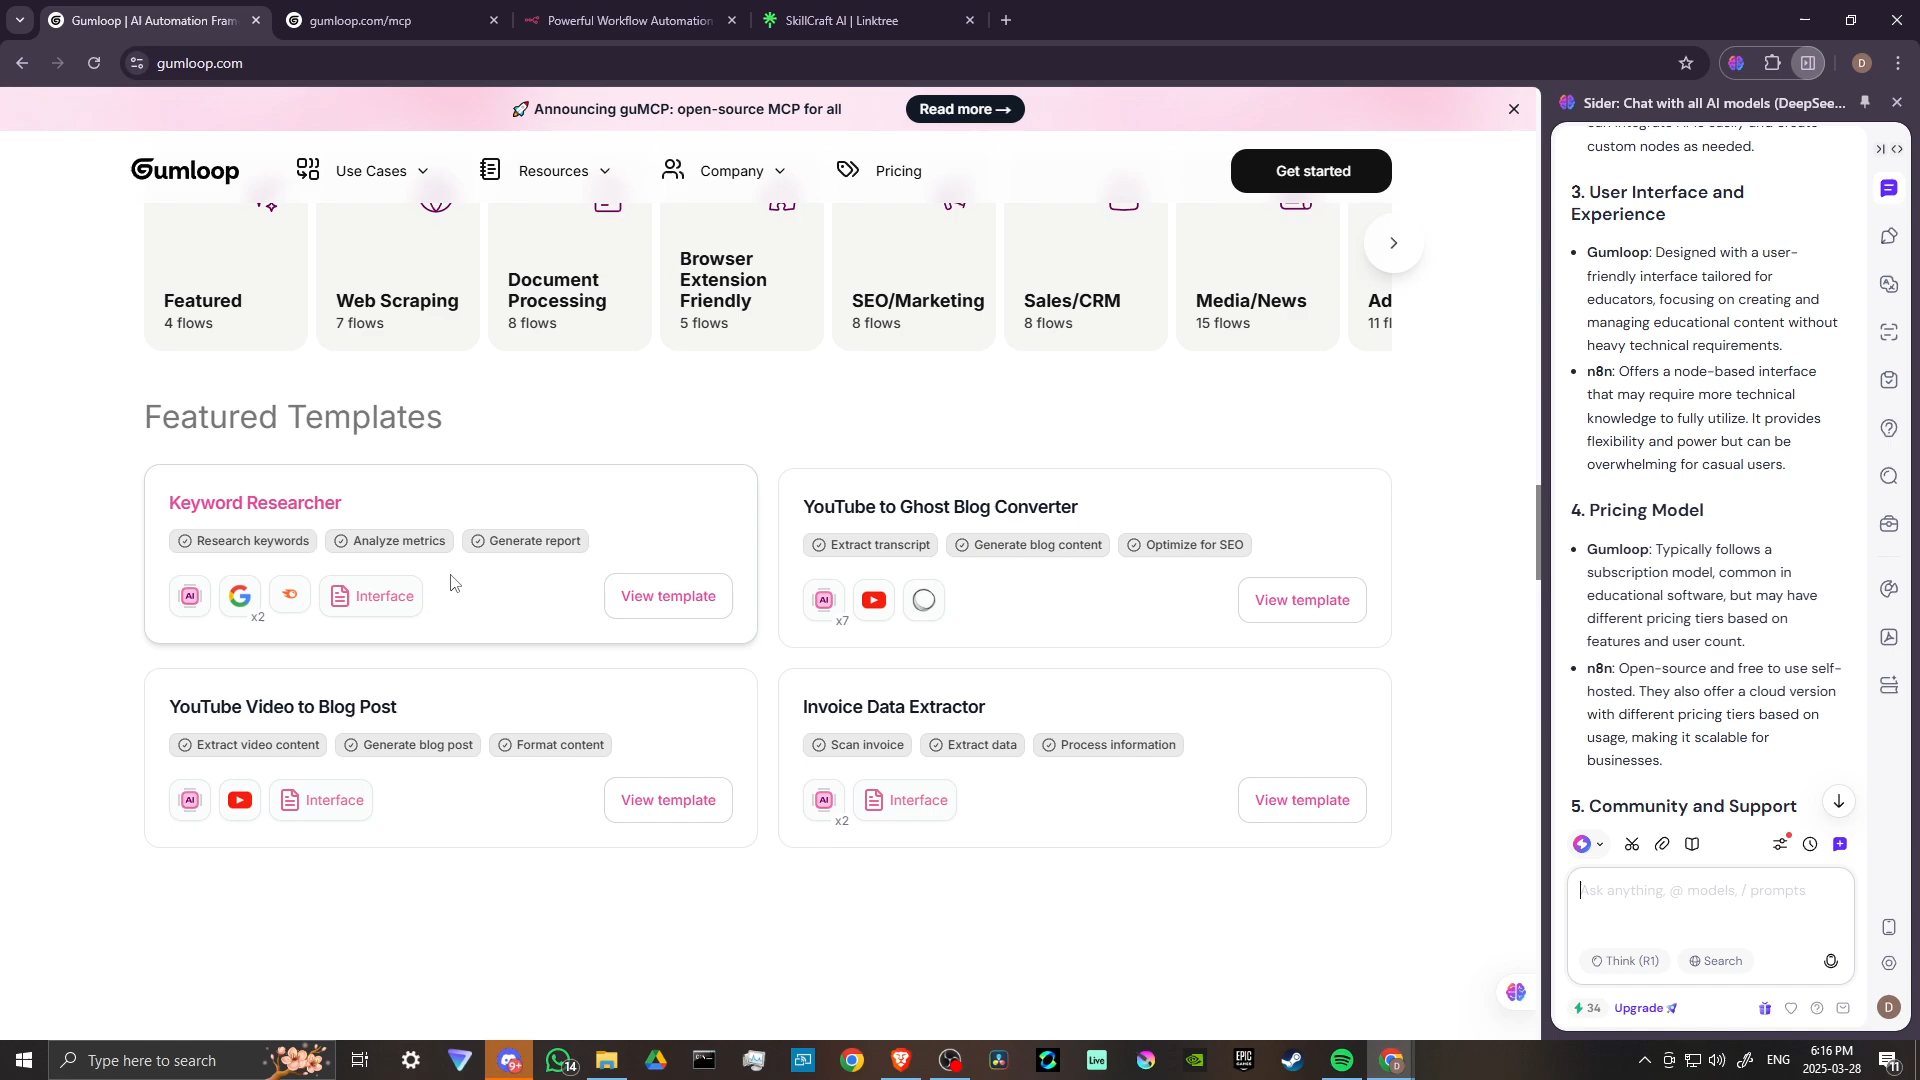 Gumloop | AI Automation Fram
gumloop.com/mcp
Powerful Workflow Automation
SkillCraft AI | Linktree
gumloop.com
D
🚀 Announcing guMCP: open-source MCP for all
Read more →
Gumloop
Use Cases
Resources
Company
Pricing
Get started
Featured
4 flows
Web Scraping
7 flows
Document
Processing
8 flows
Browser
Extension
Friendly
5 flows
SEO/Marketing
8 flows
Sales/CRM
8 flows
Media/News
15 flows
Ad
11 fl
Featured Templates
Keyword Researcher
Research keywords
Analyze metrics
Generate report
AI
x2
Interface
View template
YouTube to Ghost Blog Converter
Extract transcript
Generate blog content
Optimize for SEO
AI
x7
View template
YouTube Video to Blog Post
Extract video content
Generate blog post
Format content
AI
Interface
View template
Invoice Data Extractor
Scan invoice
Extract data
Process information
AI
x2
Interface
View template
Sider: Chat with all AI models (DeepSee...
custom nodes as needed.
3. User Interface and
Experience
• Gumloop: Designed with a user-
friendly interface tailored for
educators, focusing on creating and
managing educational content without
heavy technical requirements.
• n8n: Offers a node-based interface
that may require more technical
knowledge to fully utilize. It provides
flexibility and power but can be
overwhelming for casual users.
4. Pricing Model
• Gumloop: Typically follows a
subscription model, common in
educational software, but may have
different pricing tiers based on
features and user count.
• n8n: Open-source and free to use self-
hosted. They also offer a cloud version
with different pricing tiers based on
usage, making it scalable for
businesses.
5. Community and Support
Ask anything, @ models, / prompts
Think (R1)
Search
34
Upgrade
D
Type here to search
9+
14
Live
EPIC
GAMES
D
ENG
6:16 PM
2025-03-28
11